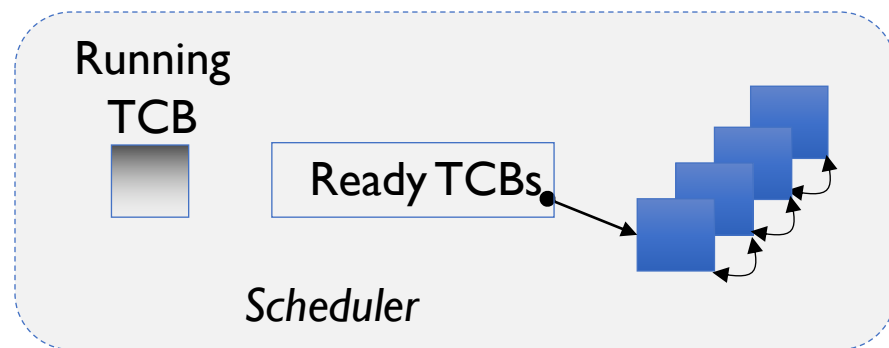 Running
TCB
Ready TCBs
Scheduler